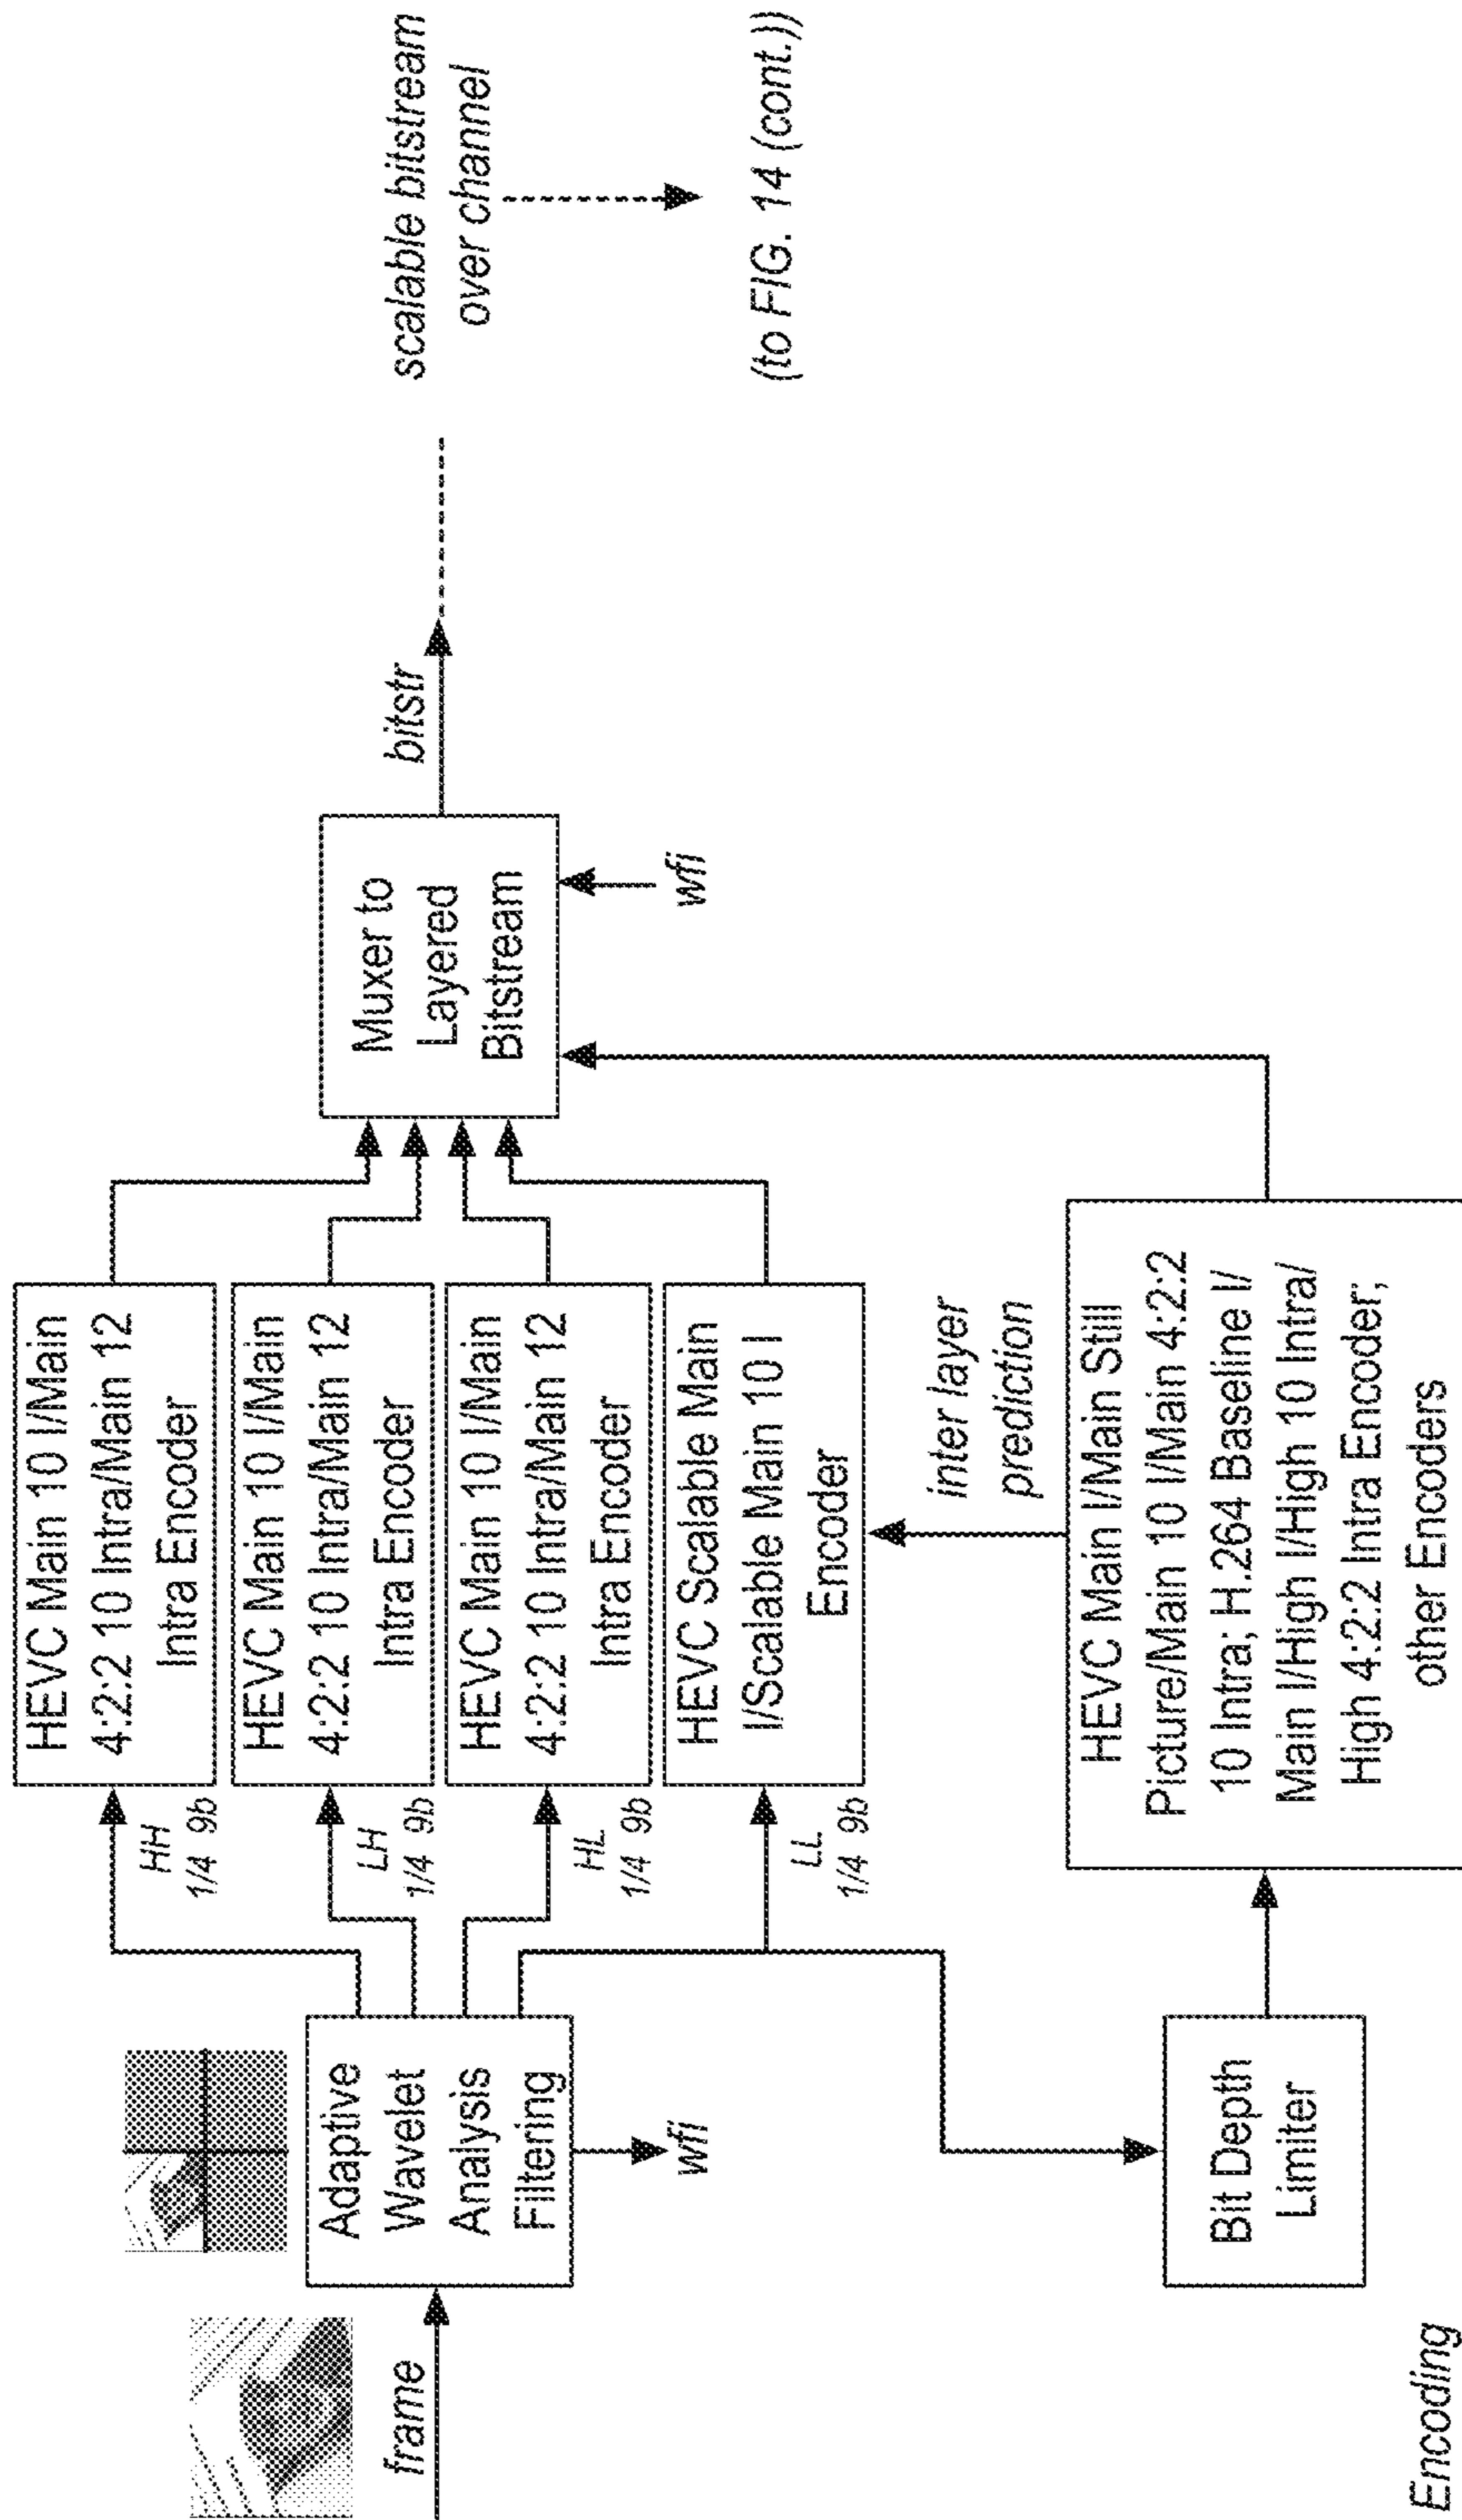 frame
Adaptive
Wavelet
Analysis
Filtering
wfi
HH
1/4 9b
LH
1/4 9b
HL
1/4 9b
LL
1/4 9b
HEVC Main 10 I/Main
4:2:2 10 Intra/Main 12
Intra Encoder
HEVC Main 10 I/Main
4:2:2 10 Intra/Main 12
Intra Encoder
HEVC Main 10 I/Main
4:2:2 10 Intra/Main 12
Intra Encoder
HEVC Scalable Main
I/Scalable Main 10 I
Encoder
inter layer
prediction
Bit Depth
Limiter
HEVC Main I/Main Still
Picture/Main 10 I/Main 4:2:2
10 Intra; H.264 Baseline I/
Main I/High I/High 10 Intra/
High 4:2:2 Intra Encoder;
other Encoders
Muxer to
Layered
Bitstream
wfi
bitstr
scalable bitstream
over channel
(to FIG. 14 (cont.))
Encoding